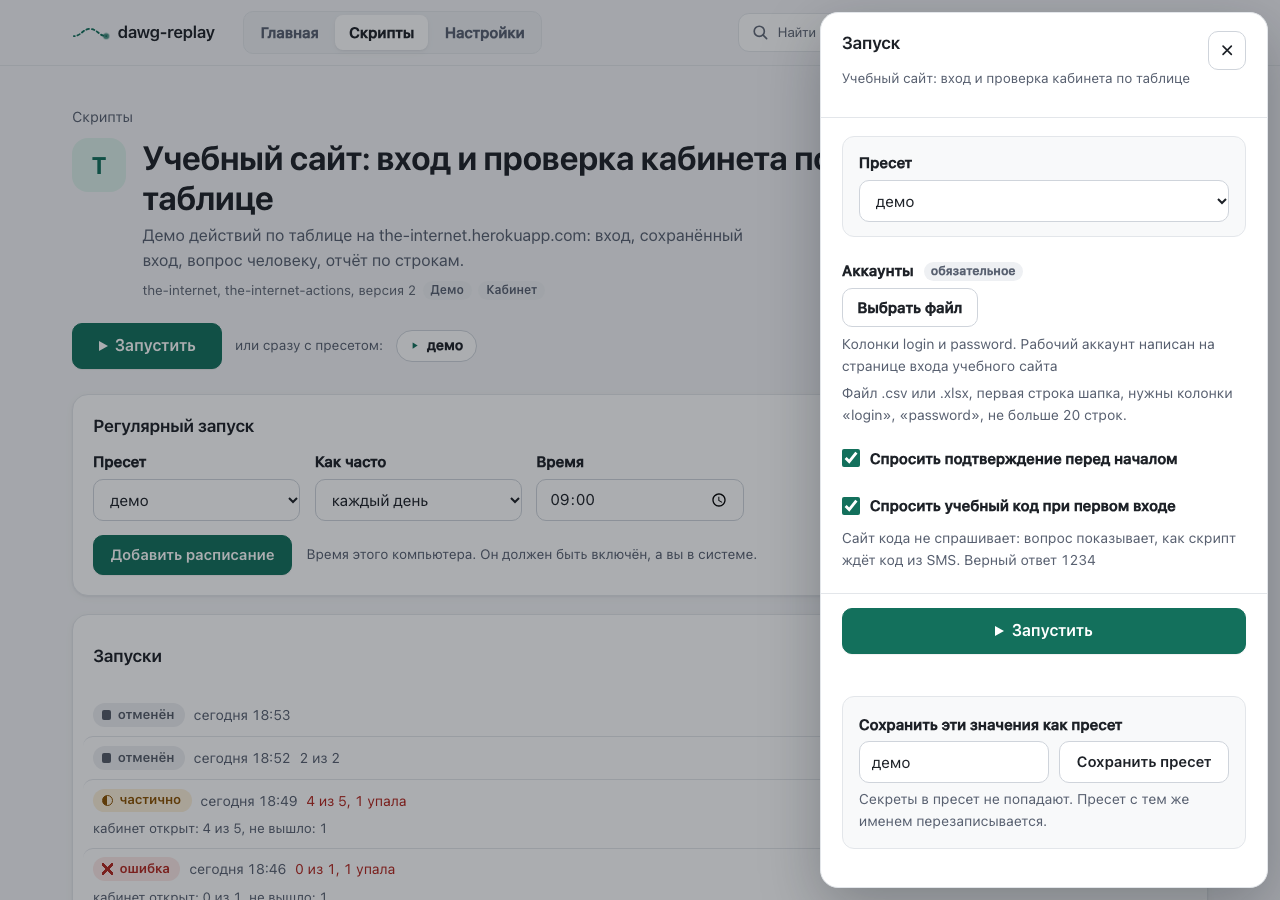 dawg-replay
Главная
Скрипты
Настройки
Найти
Скрипты
Т
Учебный сайт: вход и проверка кабинета по
таблице
Демо действий по таблице на the-internet.herokuapp.com: вход, сохранённый
вход, вопрос человеку, отчёт по строкам.
the-internet, the-internet-actions, версия 2 Демо Кабинет
Запустить
или сразу с пресетом:
демо
Регулярный запуск
Пресет
Как часто
Время
демо
каждый день
09:00
Добавить расписание
Время этого компьютера. Он должен быть включён, а вы в системе.
Запуски
отменён сегодня 18:53
отменён сегодня 18:52 2 из 2
частично сегодня 18:49 4 из 5, 1 упала
кабинет открыт: 4 из 5, не вышло: 1
ошибка сегодня 18:46 0 из 1, 1 упала
кабинет открыт: 0 из 1, не вышло: 1
Запуск
Учебный сайт: вход и проверка кабинета по таблице
Пресет
демо
Аккаунты обязательное
Выбрать файл
Колонки login и password. Рабочий аккаунт написан на
странице входа учебного сайта
Файл .csv или .xlsx, первая строка шапка, нужны колонки
«login», «password», не больше 20 строк.
Спросить подтверждение перед началом
Спросить учебный код при первом входе
Сайт кода не спрашивает: вопрос показывает, как скрипт
ждёт код из SMS. Верный ответ 1234
Запустить
Сохранить эти значения как пресет
демо
Сохранить пресет
Секреты в пресет не попадают. Пресет с тем же
именем перезаписывается.